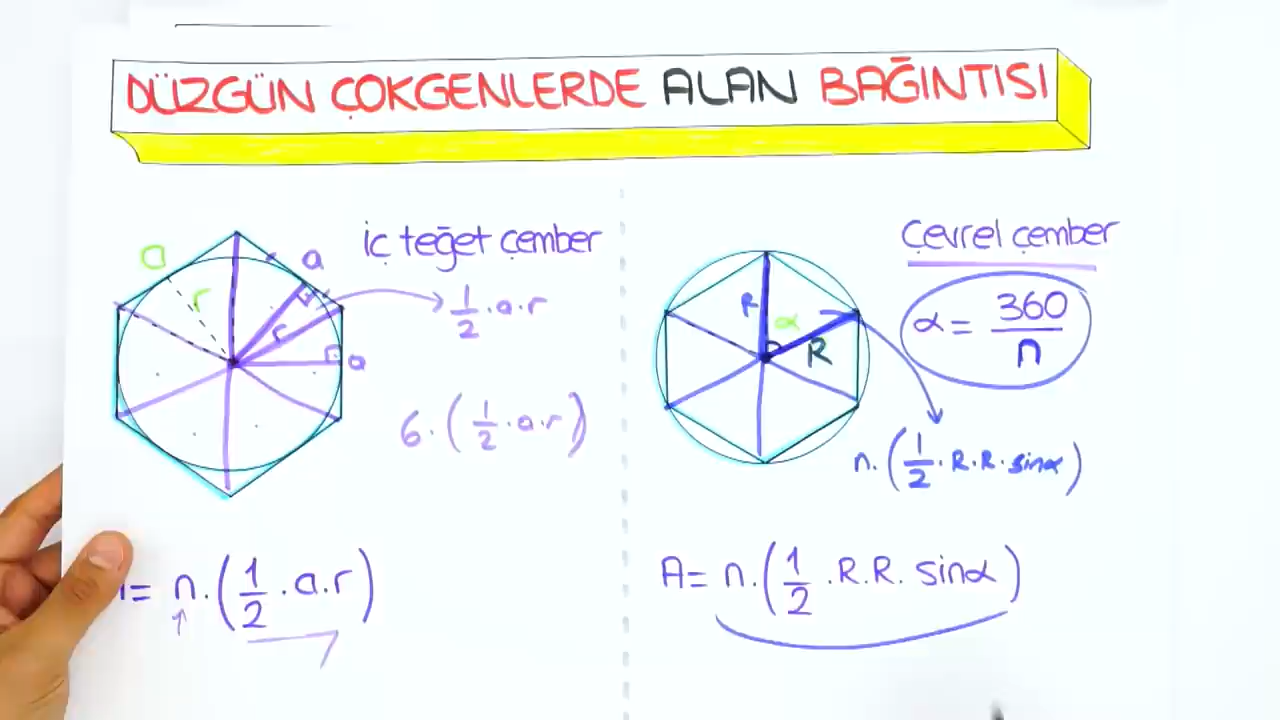 DÜZGÜN ÇOKGENLERDE ALAN BAĞINTISI
iç teğet çember
a
a
r
r
a
1/2 . a . r
6 . (1/2 . a . r)
= n . (1/2 . a . r)
Çevrel çember
α = 360/n
R
α
R
n . (1/2 . R . R . sinα)
A = n . (1/2 . R . R . sinα)